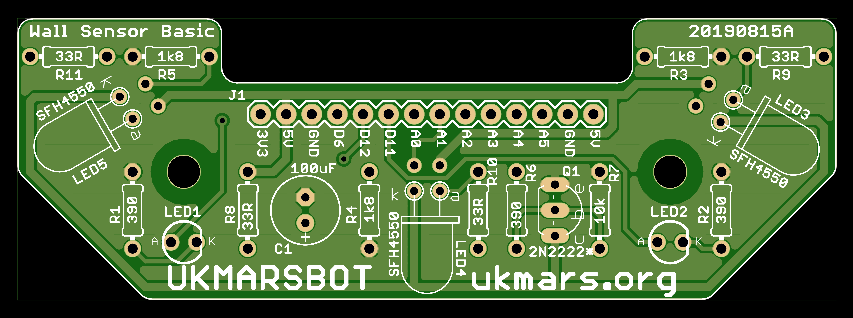 Wall Sensor Basic
20190815A
33R
1k8
1k8
33R
R11
R5
R3
R9
SFH4550
K
a
LED5
J1
3V3
5V
GND
D6
D12
D11
A0
A1
A2
A3
A4
A5
GND
5V
a
LED3
K
SFH4550
100uF
C1
+
R1
390
LED1
A
K
R8
33R
R4
1k8
K
a
SFH4550
LED4
R10
33R
R6
390
Q1
e
b
c
2N2222*
R7
10k
LED2
A
K
R2
390
UKMARSBOT
ukmars.org